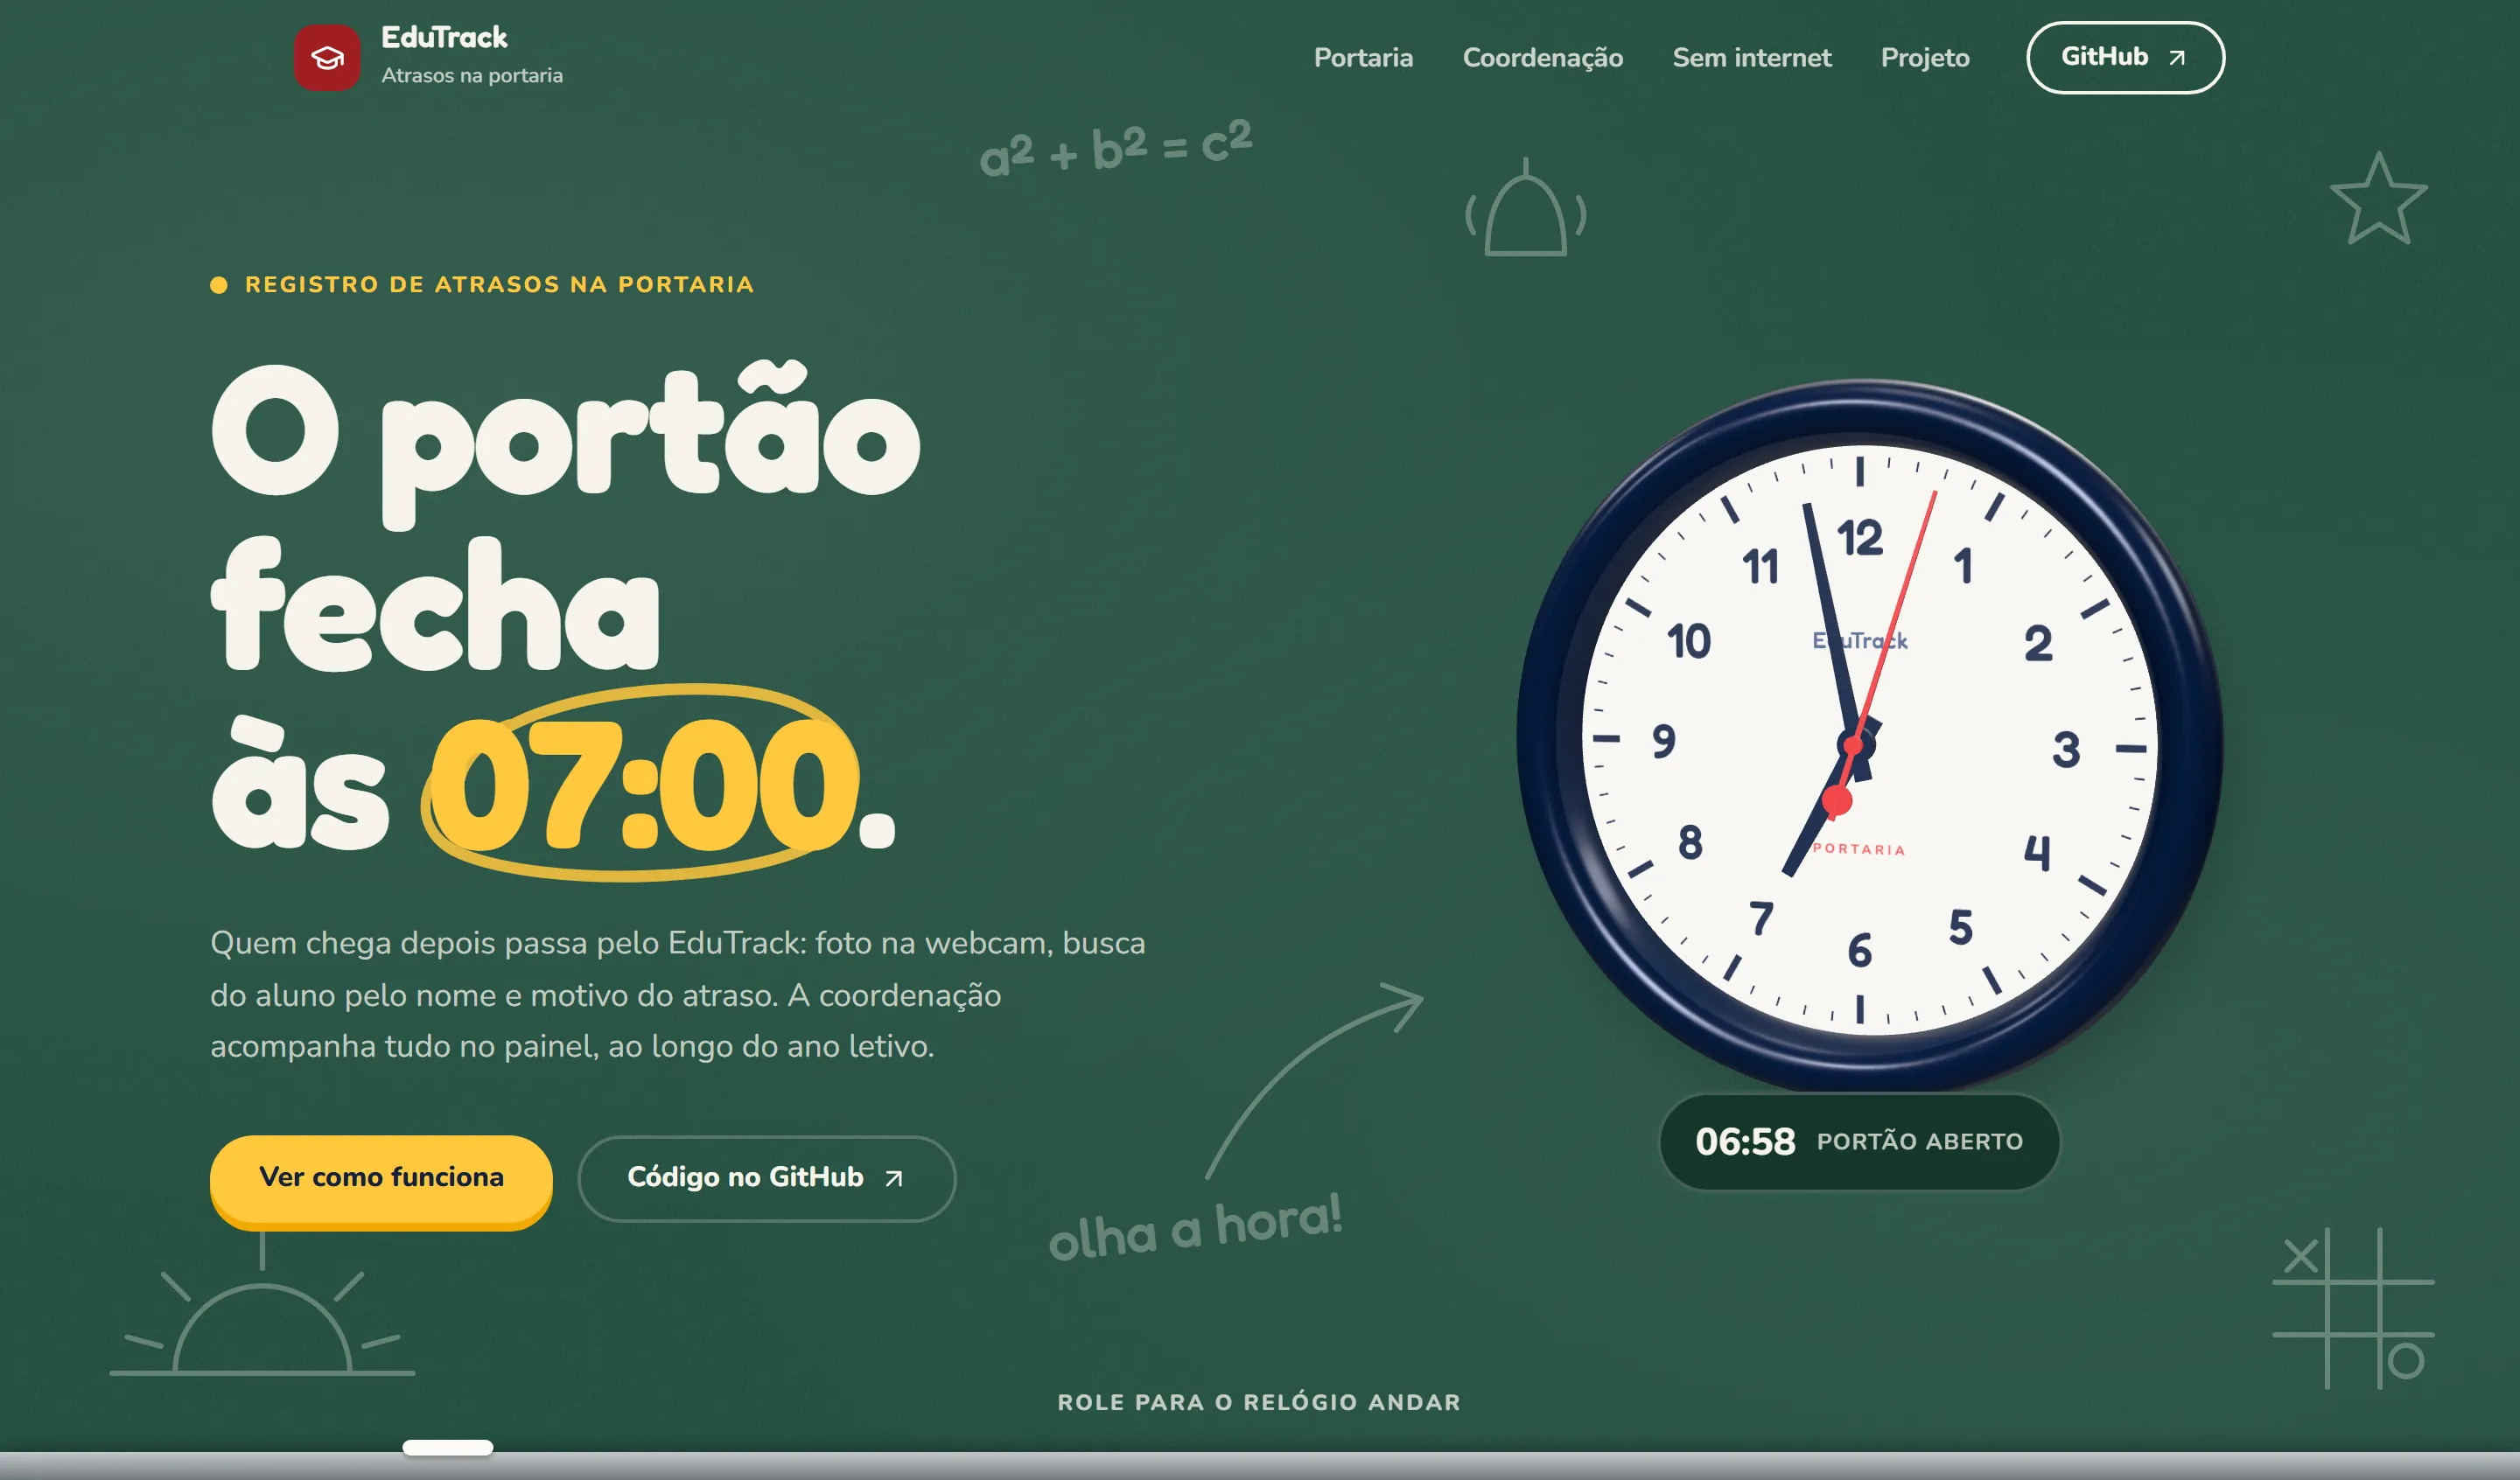 EduTrack
Atrasos na portaria
Portaria
Coordenação
Sem internet
Projeto
GitHub
a² + b² = c²
REGISTRO DE ATRASOS NA PORTARIA
O portão
fecha
às 07:00.
Quem chega depois passa pelo EduTrack: foto na webcam, busca
do aluno pelo nome e motivo do atraso. A coordenação
acompanha tudo no painel, ao longo do ano letivo.
Ver como funciona
Código no GitHub
olha a hora!
12
1
2
3
4
5
6
7
8
9
10
11
EduTrack
PORTARIA
06:58 PORTÃO ABERTO
ROLE PARA O RELÓGIO ANDAR